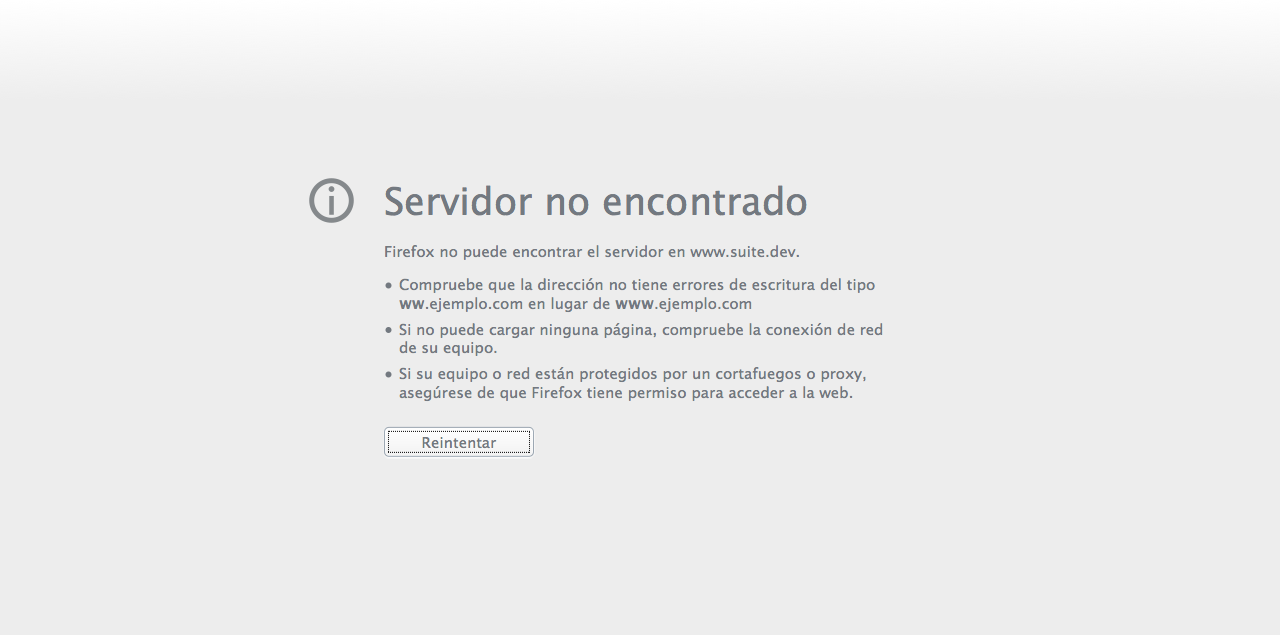 Servidor no encontrado
Firefox no puede encontrar el servidor en www.suite.dev.
• Compruebe que la dirección no tiene errores de escritura del tipo
ww.ejemplo.com en lugar de www.ejemplo.com
• Si no puede cargar ninguna página, compruebe la conexión de red
de su equipo.
• Si su equipo o red están protegidos por un cortafuegos o proxy,
asegúrese de que Firefox tiene permiso para acceder a la web.
Reintentar